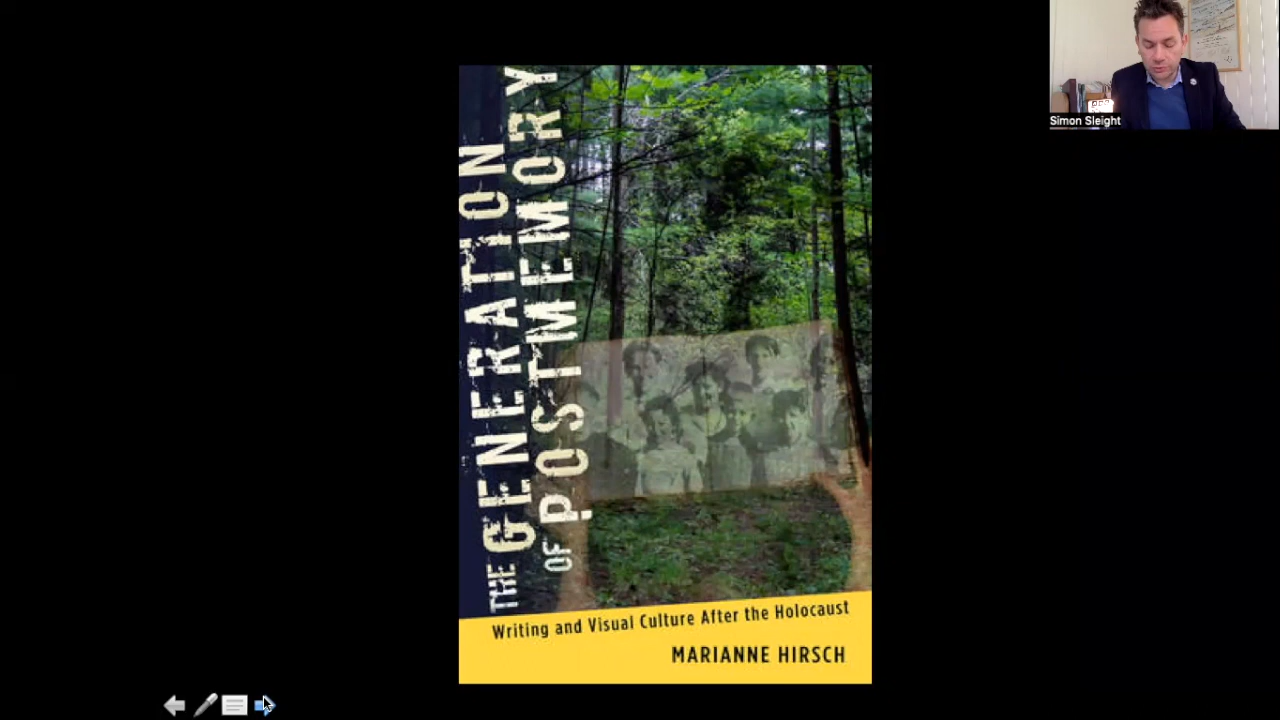 THE GENERATION
OF POSTMEMORY
Writing and Visual Culture After the Holocaust
MARIANNE HIRSCH
Simon Sleight